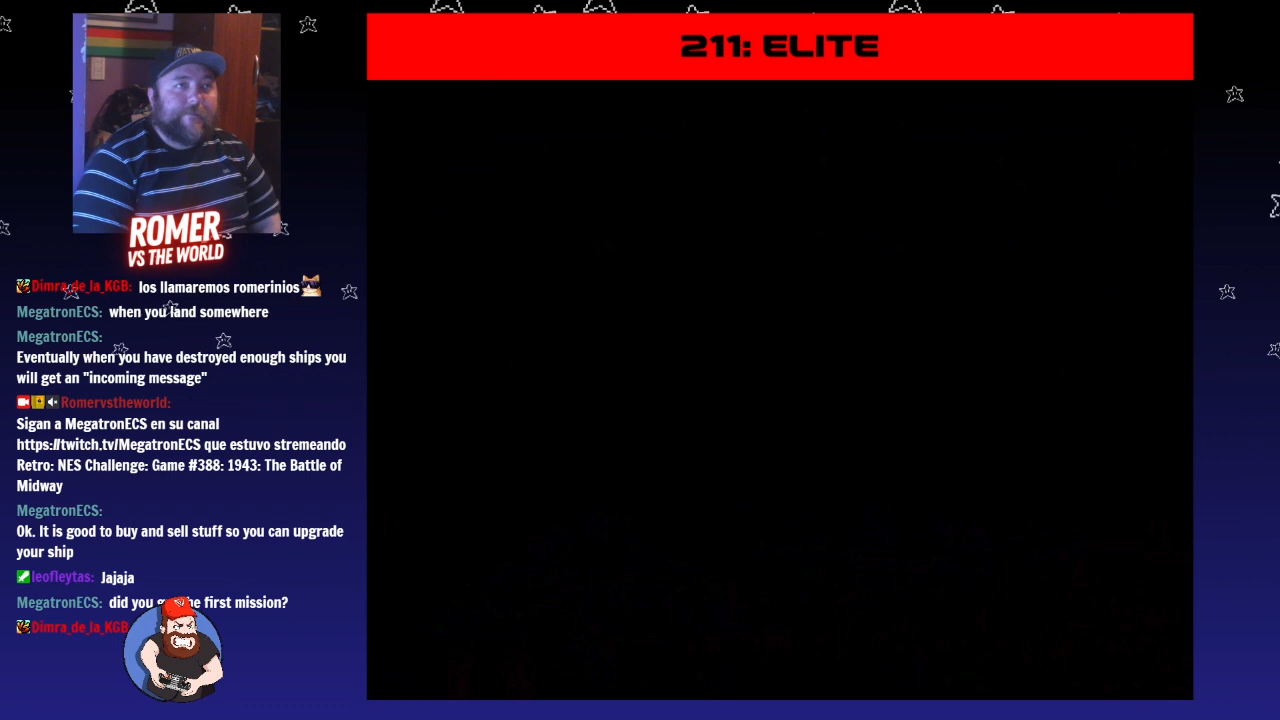 211: ELITE
ROMER
VS THE WORLD
Dimra_de_la_KGB: los llamaremos romerinios
MegatronECS: when you land somewhere
MegatronECS:
Eventually when you have destroyed enough ships you
will get an "incoming message"
Romervstheworld:
Sigan a MegatronECS en su canal
https://twitch.tv/MegatronECS que estuvo stremeando
Retro: NES Challenge: Game #388: 1943: The Battle of
Midway
MegatronECS:
Ok. It is good to buy and sell stuff so you can upgrade
your ship
leofleytas: Jajaja
MegatronECS: did you first mission?
Dimra_de_la_KGB